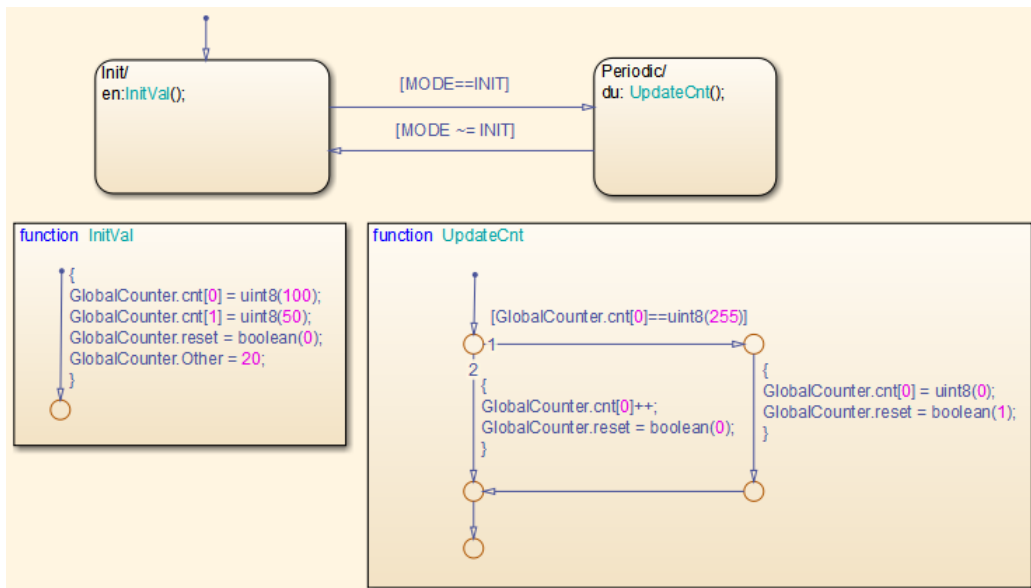 Init/
en:InitVal();
[MODE==INIT]
[MODE ~= INIT]
Periodic/
du: UpdateCnt();
function InitVal
{
GlobalCounter.cnt[0] = uint8(100);
GlobalCounter.cnt[1] = uint8(50);
GlobalCounter.reset = boolean(0);
GlobalCounter.Other = 20;
}
function UpdateCnt
[GlobalCounter.cnt[0]==uint8(255)]
1
2
{
GlobalCounter.cnt[0]++;
GlobalCounter.reset = boolean(0);
}
{
GlobalCounter.cnt[0] = uint8(0);
GlobalCounter.reset = boolean(1);
}